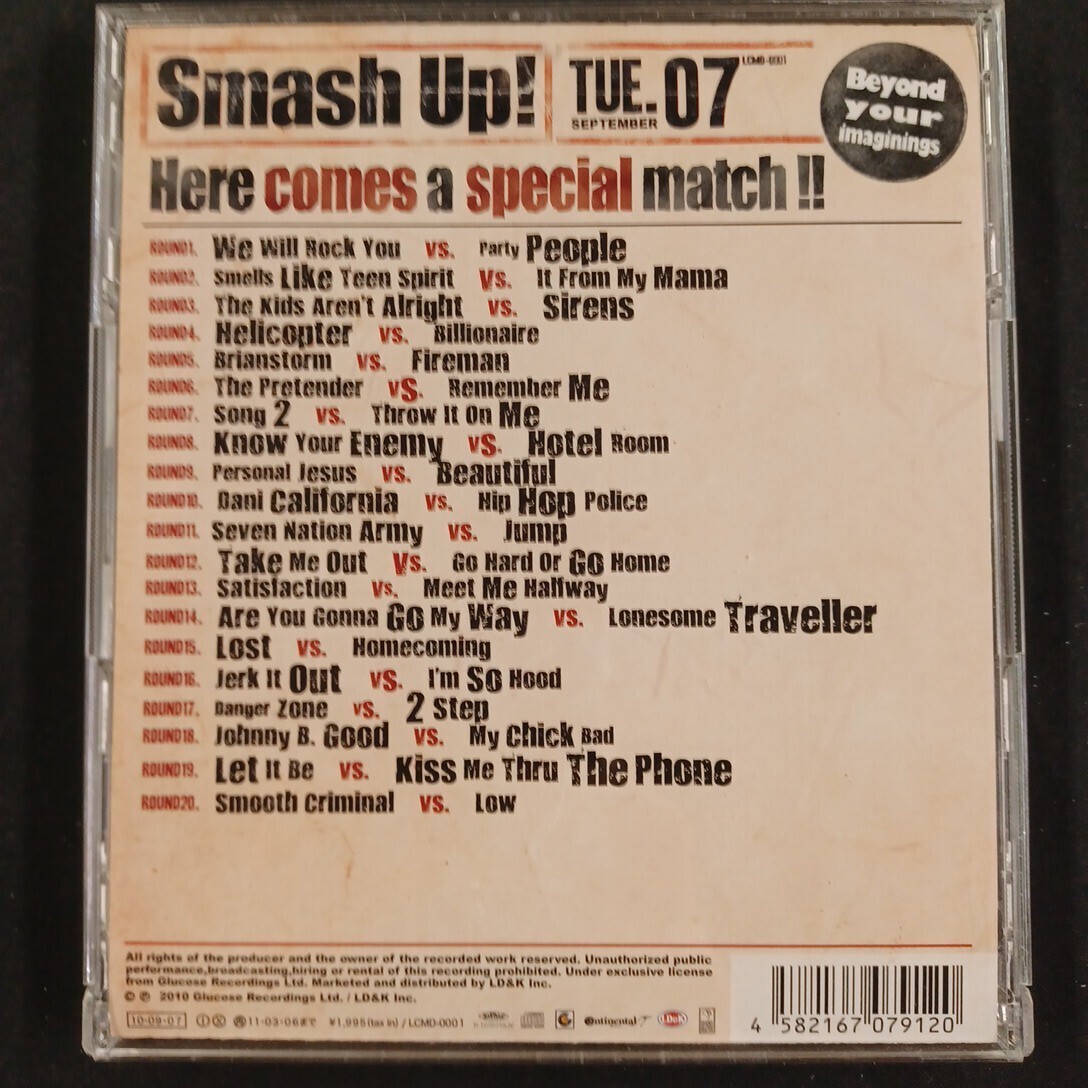 Smash Up! TUE. 07 LCMD-0001
SEPTEMBER
Beyond
your
imaginings
Here comes a special match !!
ROUND1. We Will Rock You vs. Party People
ROUND2. Smells Like Teen Spirit vs. It From My Mama
ROUND3. The Kids Aren't Alright vs. Sirens
ROUND4. Helicopter vs. Billionaire
ROUND5. Brianstorm vs. Fireman
ROUND6. The Pretender vs. Remember Me
ROUND7. Song 2 vs. Throw It On Me
ROUND8. Know Your Enemy vs. Hotel Room
ROUND9. Personal Jesus vs. Beautiful
ROUND10. Dani California vs. Hip Hop Police
ROUND11. Seven Nation Army vs. Jump
ROUND12. Take Me Out vs. Go Hard Or Go Home
ROUND13. Satisfaction vs. Meet Me Halfway
ROUND14. Are You Gonna Go My Way vs. Lonesome Traveller
ROUND15. Lost vs. Homecoming
ROUND16. Jerk It Out vs. I'm So Hood
ROUND17. Danger Zone vs. 2 Step
ROUND18. Johnny B. Good vs. My Chick Bad
ROUND19. Let It Be vs. Kiss Me Thru The Phone
ROUND20. Smooth Criminal vs. Low
All rights of the producer and the owner of the recorded work reserved. Unauthorized public
performance,broadcasting,hiring or rental of this recording prohibited. Under exclusive license
from Glucose Recordings Ltd. Marketed and distributed by LD&K Inc.
© ℗ 2010 Glucose Recordings Ltd. / LD&K Inc.
10-09-07 11·03·06まで ¥1,995(tax in) / LCMD-0001 Continental LD&K
4 582167 079120